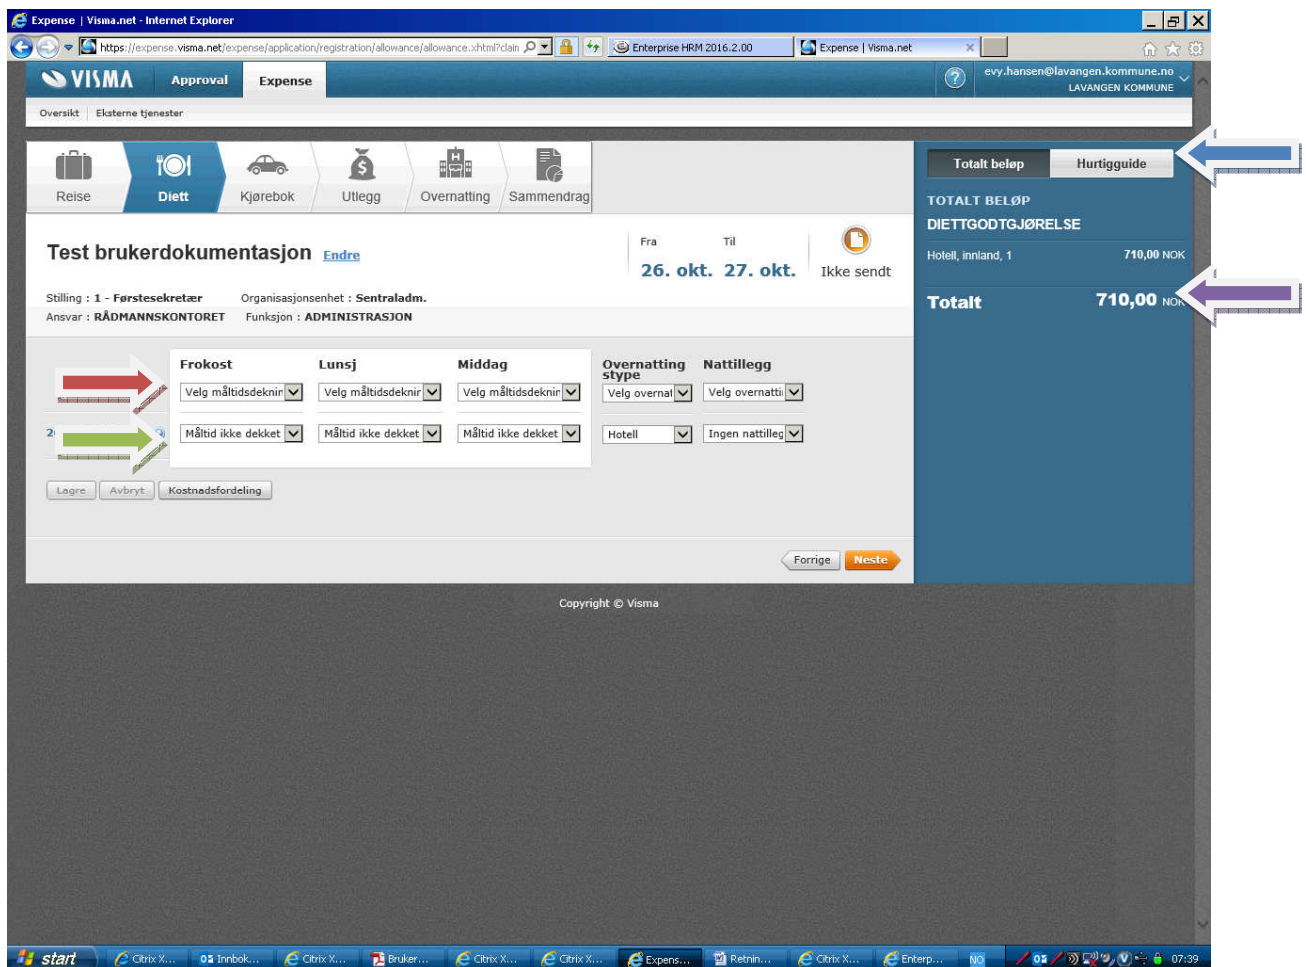 Expense | Visma.net - Internet Explorer
https://expense.visma.net/expense/application/registration/allowance/allowance.xhtml?clain
Enterprise HRM 2016.2.00
Expense | Visma.net
VISMA
Approval
Expense
evy.hansen@lavangen.kommune.no
LAVANGEN KOMMUNE
Oversikt
Eksterne tjenester
Reise
Diett
Kjørebok
Utlegg
Overnatting
Sammendrag
Totalt beløp
Hurtigguide
TOTALT BELØP
DIETTGODTGJØRELSE
Hotell, innland, 1 710,00 NOK
Totalt 710,00 NOK
Test brukerdokumentasjon Endre
Fra Til
26. okt. 27. okt.
Ikke sendt
Stilling : 1 - Førstesekretær Organisasjonsenhet : Sentraladm.
Ansvar : RÅDMANNSKONTORET Funksjon : ADMINISTRASJON
Frokost Lunsj Middag Overnatting
stype Nattillegg
Velg måltidsdeknin Velg måltidsdeknir Velg måltidsdeknir Velg overnat Velg overnatti
Måltid ikke dekket Måltid ikke dekket Måltid ikke dekket Hotell Ingen nattilleg
Lagre Avbryt Kostnadsfordeling
Forrige Neste
Copyright © Visma
start Citrix X... Innbok... Citrix X... Bruker... Citrix X... Citrix X... Expens... Retnin... Citrix X... Enterp... NO 07:39